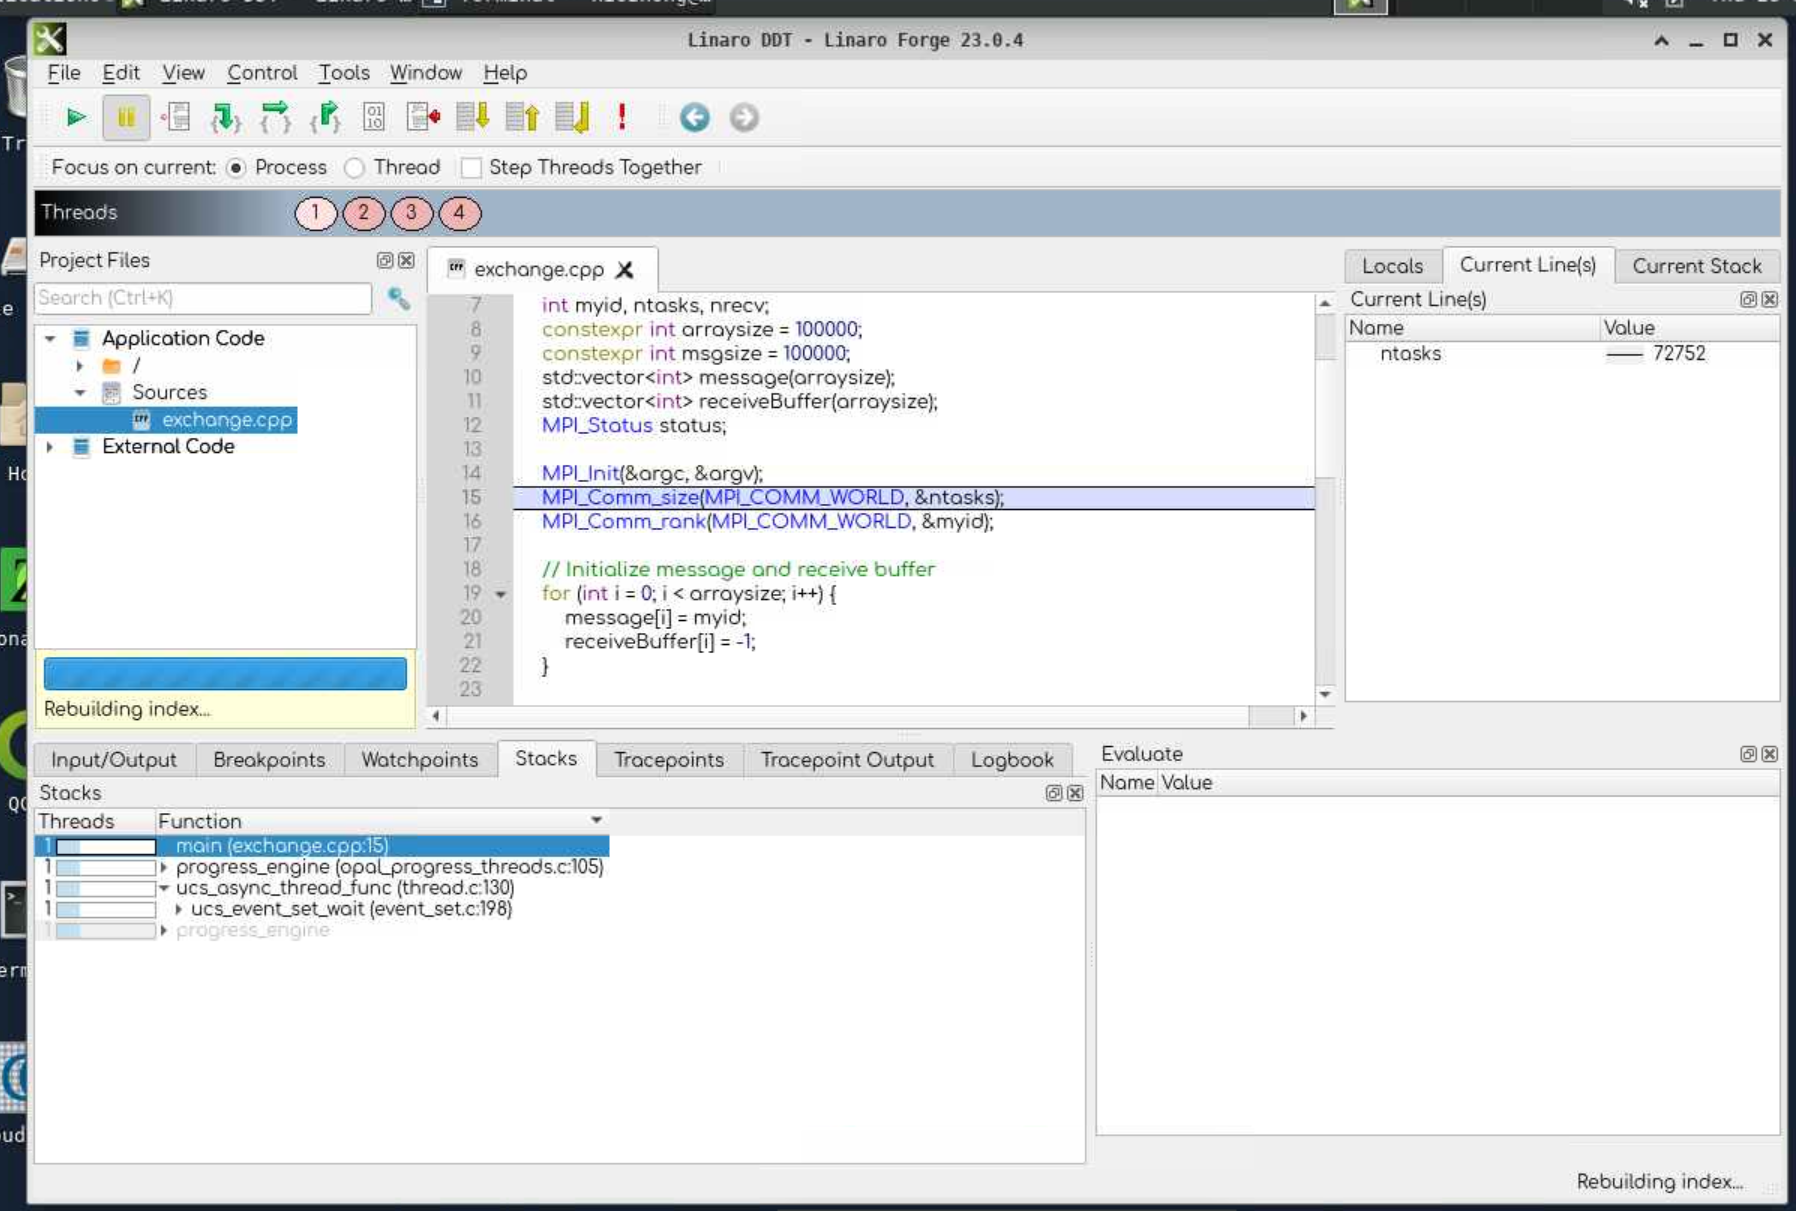 Linaro DDT - Linaro Forge 23.0.4
File Edit View Control Tools Window Help
Focus on current: Process Thread Step Threads Together
Threads 1 2 3 4
Project Files
Search (Ctrl+K)
Application Code
/
Sources
exchange.cpp
External Code
Rebuilding index...
exchange.cpp
7 int myid, ntasks, nrecv;
8 constexpr int arraysize = 100000;
9 constexpr int msgsize = 100000;
10 std::vector<int> message(arraysize);
11 std::vector<int> receiveBuffer(arraysize);
12 MPI_Status status;
13
14 MPI_Init(&argc, &argv);
15 MPI_Comm_size(MPI_COMM_WORLD, &ntasks);
16 MPI_Comm_rank(MPI_COMM_WORLD, &myid);
17
18 // Initialize message and receive buffer
19 for (int i = 0; i < arraysize; i++) {
20 message[i] = myid;
21 receiveBuffer[i] = -1;
22 }
23
Locals Current Line(s) Current Stack
Current Line(s)
Name Value
ntasks 72752
Input/Output Breakpoints Watchpoints Stacks Tracepoints Tracepoint Output Logbook
Stacks
Threads Function
1 main (exchange.cpp:15)
1 progress_engine (opal_progress_threads.c:105)
1 ucs_async_thread_func (thread.c:130)
1 ucs_event_set_wait (event_set.c:198)
1 progress_engine
Evaluate
Name Value
Rebuilding index...